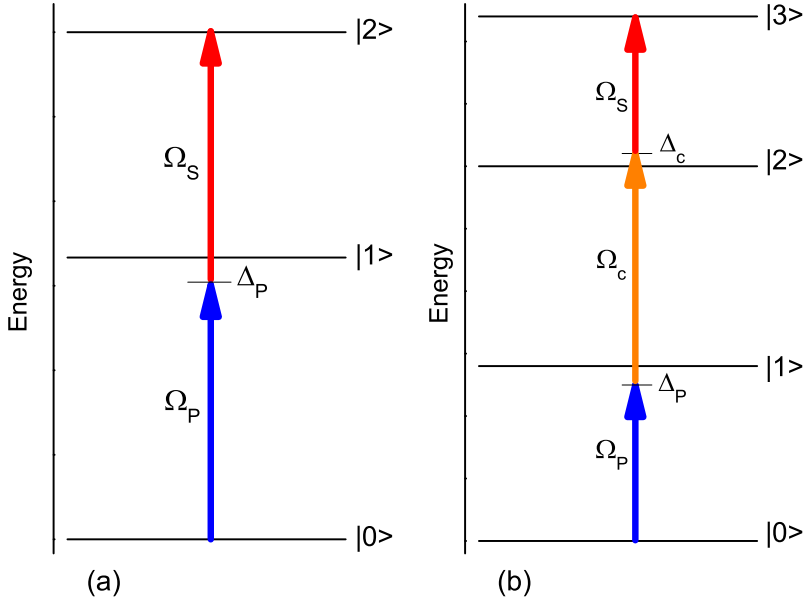 |2>
Ω_S
|1>
Δ_P
Energy
Ω_P
|0>
(a)
|3>
Ω_S
Δ_c
|2>
Ω_c
Energy
|1>
Δ_P
Ω_P
|0>
(b)